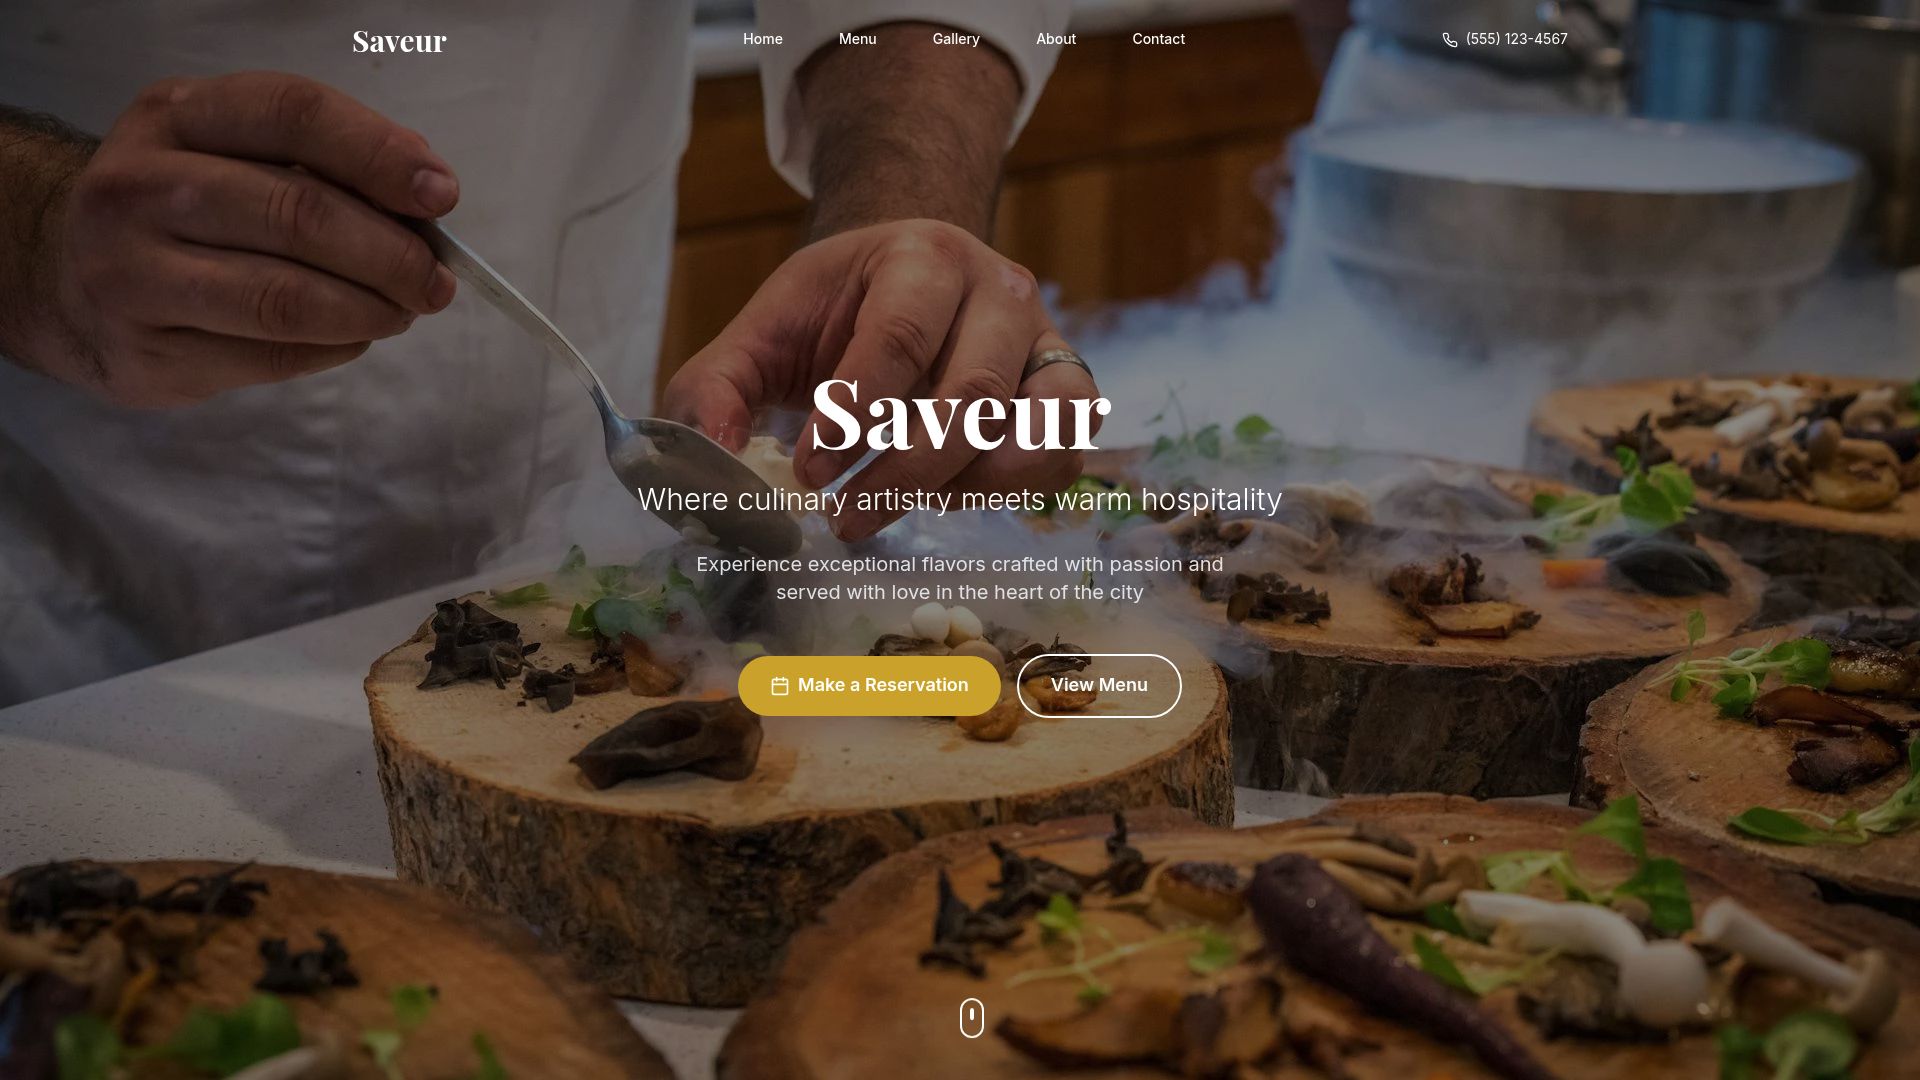 Saveur
Home
Menu
Gallery
About
Contact
(555) 123-4567
Saveur
Where culinary artistry meets warm hospitality
Experience exceptional flavors crafted with passion and
served with love in the heart of the city
Make a Reservation
View Menu